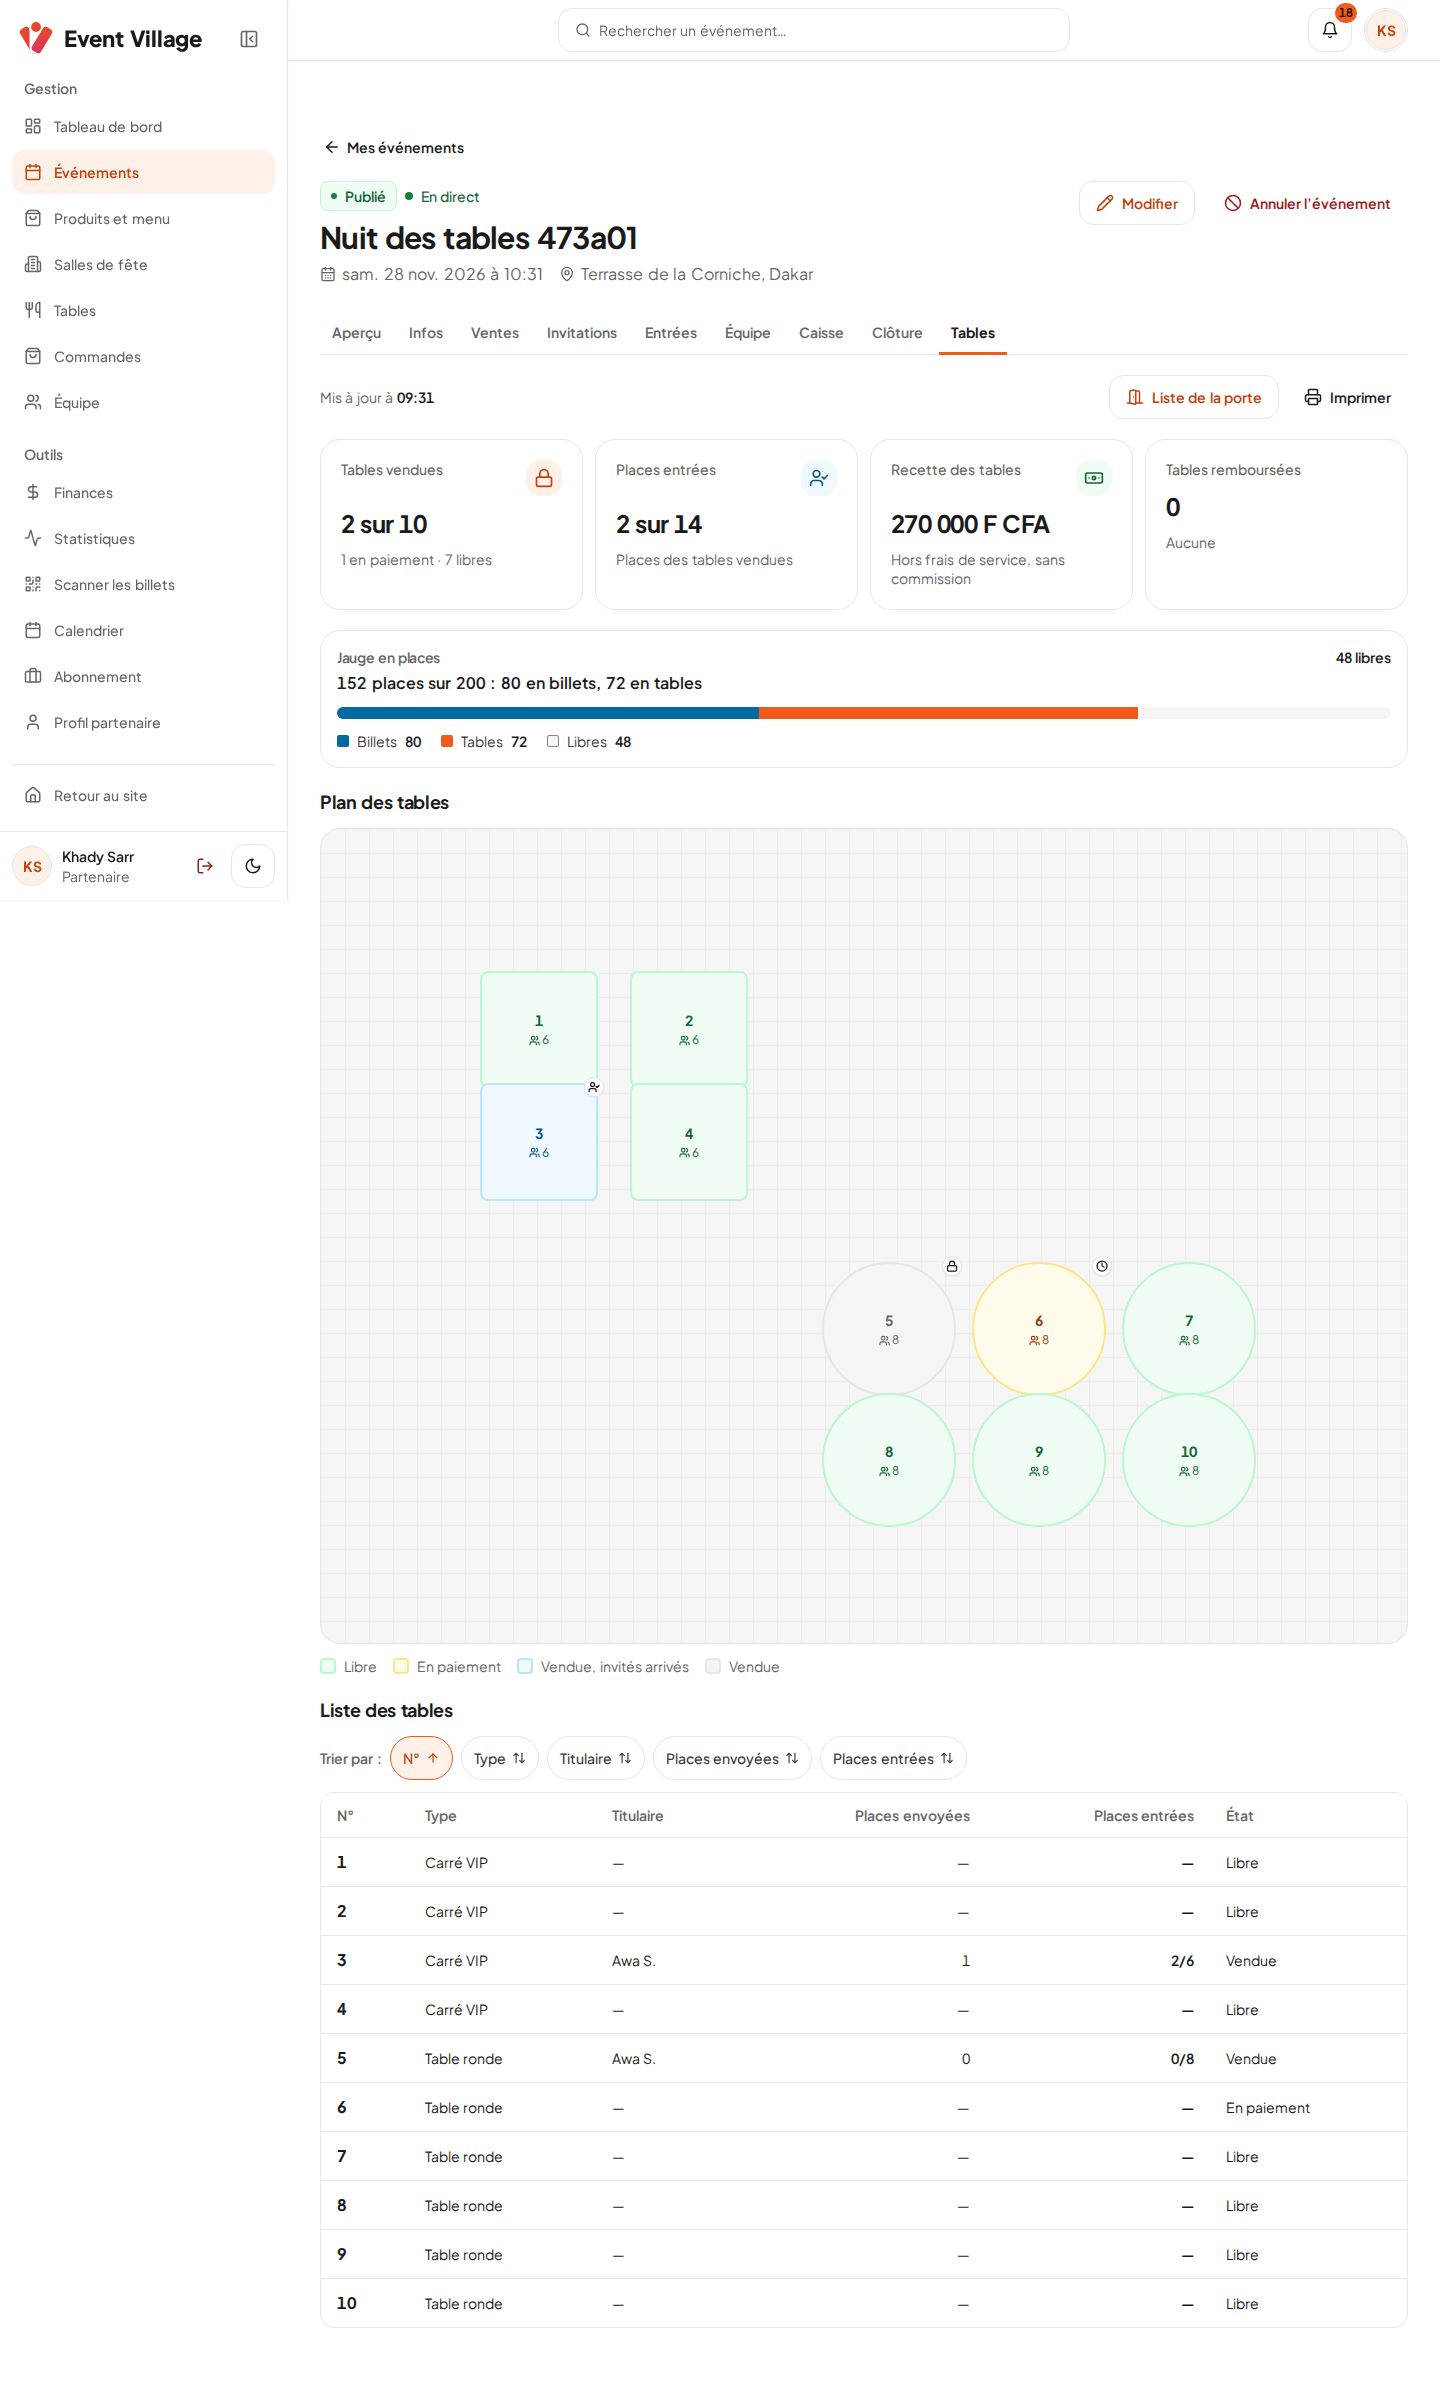 Event Village
Rechercher un événement…
18
KS
Gestion
Tableau de bord
Événements
Produits et menu
Salles de fête
Tables
Commandes
Équipe
Outils
Finances
Statistiques
Scanner les billets
Calendrier
Abonnement
Profil partenaire
Retour au site
KS
Khady Sarr
Partenaire
Mes événements
Publié
En direct
Modifier
Annuler l’événement
Nuit des tables 473a01
sam. 28 nov. 2026 à 10:31
Terrasse de la Corniche, Dakar
Aperçu
Infos
Ventes
Invitations
Entrées
Équipe
Caisse
Clôture
Tables
Mis à jour à 09:31
Liste de la porte
Imprimer
Tables vendues
2 sur 10
1 en paiement · 7 libres
Places entrées
2 sur 14
Places des tables vendues
Recette des tables
270 000 F CFA
Hors frais de service, sans
commission
Tables remboursées
0
Aucune
Jauge en places
48 libres
152 places sur 200 : 80 en billets, 72 en tables
Billets 80
Tables 72
Libres 48
Plan des tables
1
6
2
6
3
6
4
6
5
8
6
8
7
8
8
8
9
8
10
8
Libre
En paiement
Vendue, invités arrivés
Vendue
Liste des tables
Trier par :
N°
Type
Titulaire
Places envoyées
Places entrées
N° Type Titulaire Places envoyées Places entrées État
1 Carré VIP — — — Libre
2 Carré VIP — — — Libre
3 Carré VIP Awa S. 1 2/6 Vendue
4 Carré VIP — — — Libre
5 Table ronde Awa S. 0 0/8 Vendue
6 Table ronde — — — En paiement
7 Table ronde — — — Libre
8 Table ronde — — — Libre
9 Table ronde — — — Libre
10 Table ronde — — — Libre